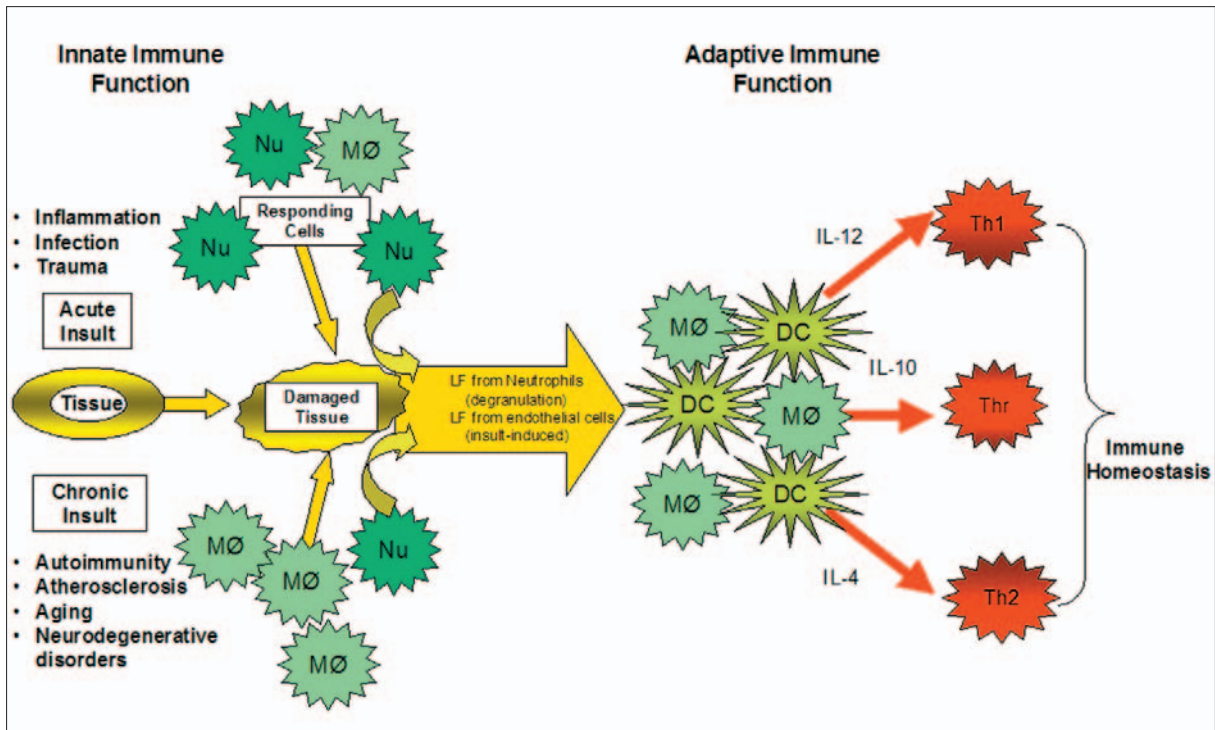 Innate Immune
Function
Adaptive Immune
Function
Nu
MØ
Responding
Cells
Nu
Nu
• Inflammation
• Infection
• Trauma
Acute
Insult
Tissue
Damaged
Tissue
Chronic
Insult
• Autoimmunity
• Atherosclerosis
• Aging
• Neurodegenerative
disorders
MØ
MØ
MØ
Nu
LF from Neutrophils
(degranulation)
LF from endothelial cells
(insult-induced)
MØ
DC
DC
MØ
MØ
DC
IL-12
IL-10
IL-4
Th1
Thr
Th2
Immune
Homeostasis